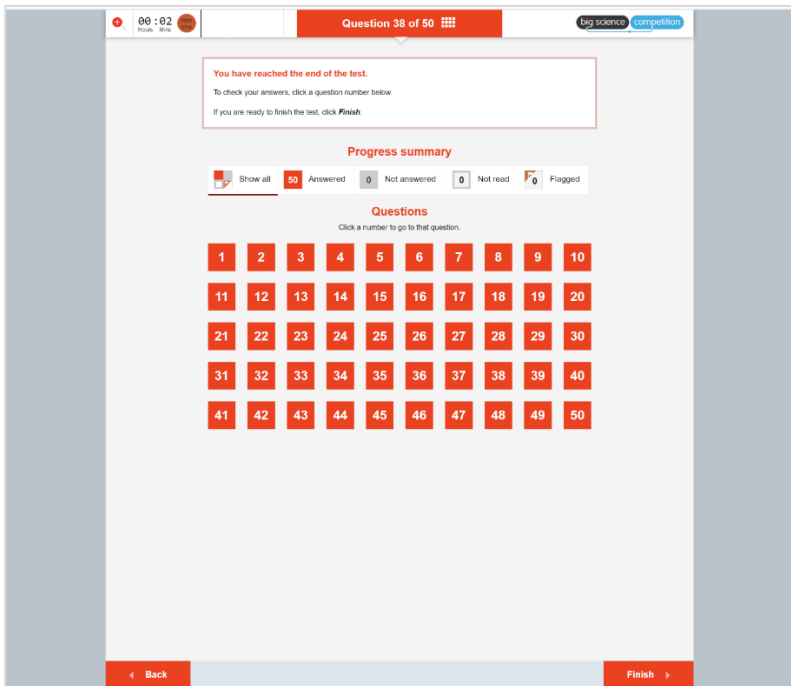 00:02
Hours Mins
Question 38 of 50
big science competition
You have reached the end of the test.
To check your answers, click a question number below.
If you are ready to finish the test, click Finish.
Progress summary
Show all
50 Answered
0 Not answered
0 Not read
0 Flagged
Questions
Click a number to go to that question.
1 2 3 4 5 6 7 8 9 10
11 12 13 14 15 16 17 18 19 20
21 22 23 24 25 26 27 28 29 30
31 32 33 34 35 36 37 38 39 40
41 42 43 44 45 46 47 48 49 50
Back
Finish